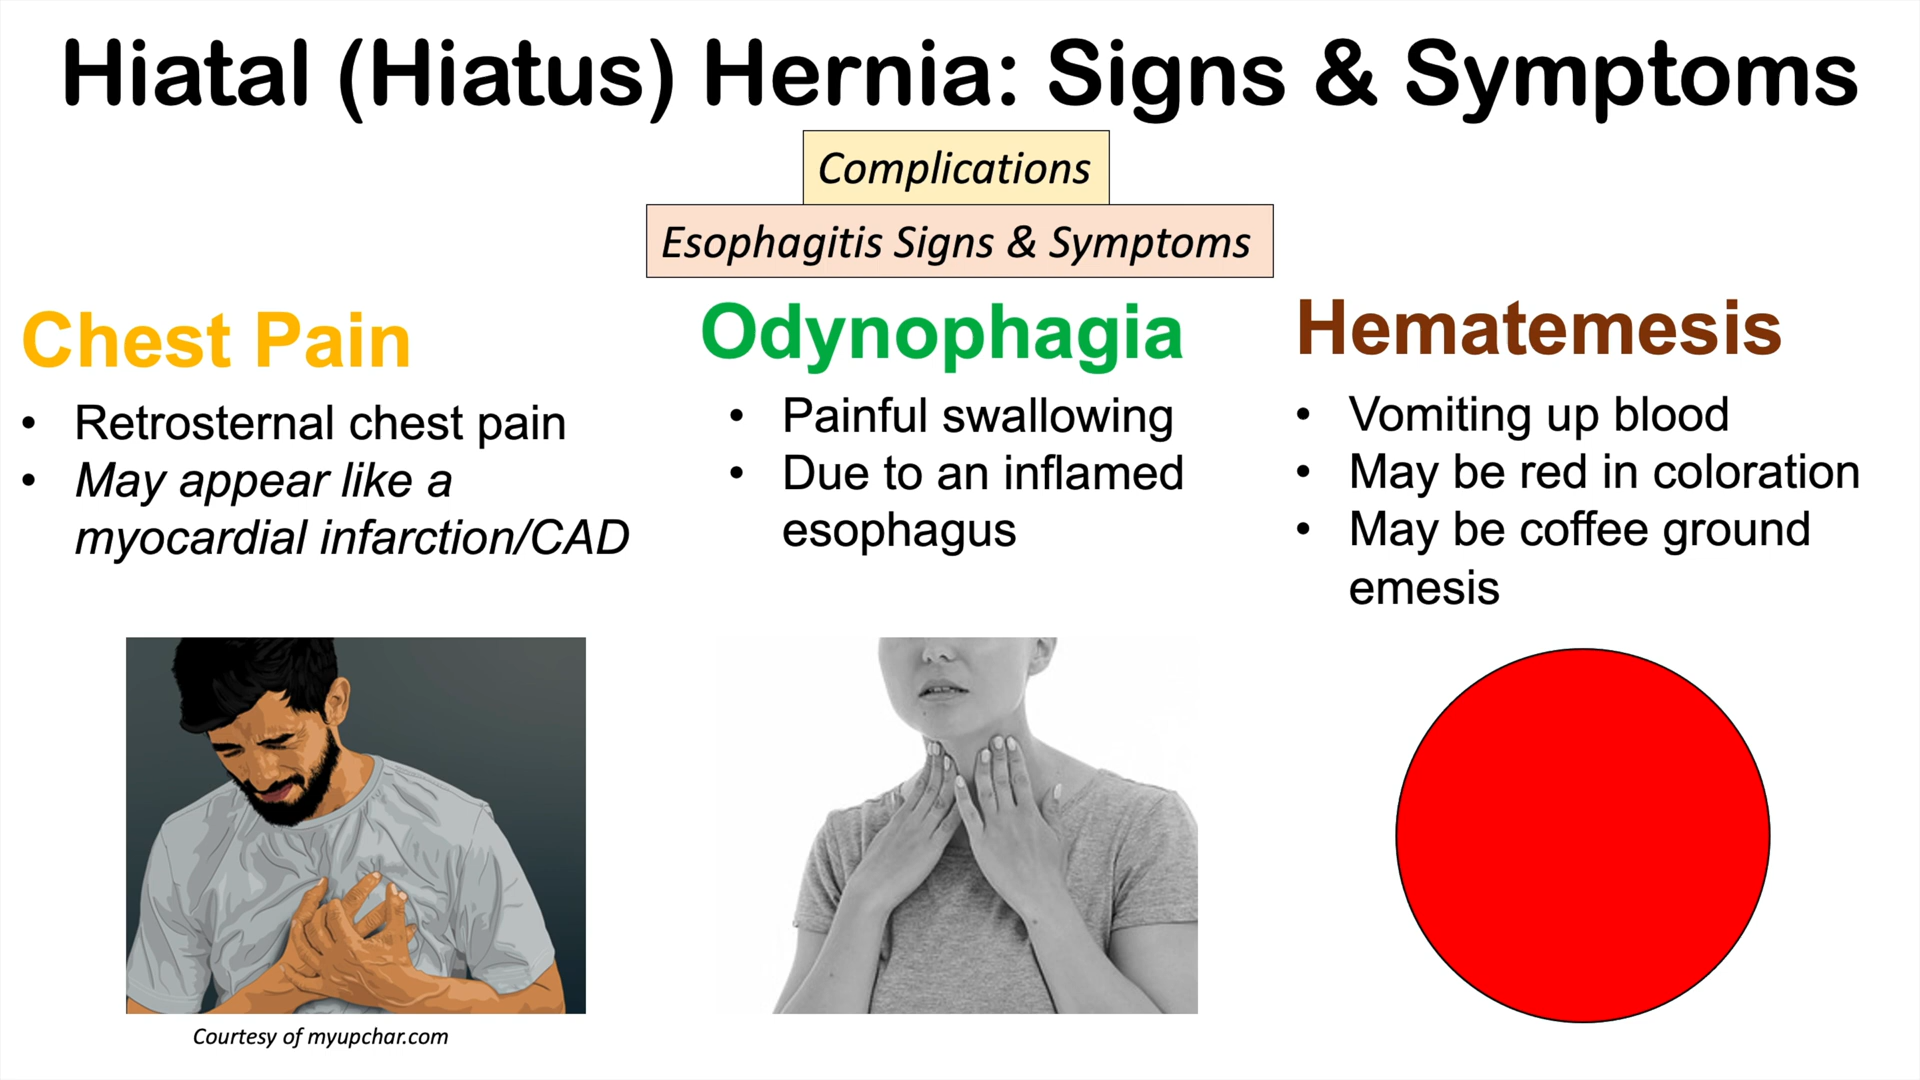 Hiatal (Hiatus) Hernia: Signs & Symptoms
Complications
Esophagitis Signs & Symptoms
Chest Pain
• Retrosternal chest pain
• May appear like a
myocardial infarction/CAD
Odynophagia
• Painful swallowing
• Due to an inflamed
esophagus
Hematemesis
• Vomiting up blood
• May be red in coloration
• May be coffee ground
emesis
Courtesy of myupchar.com